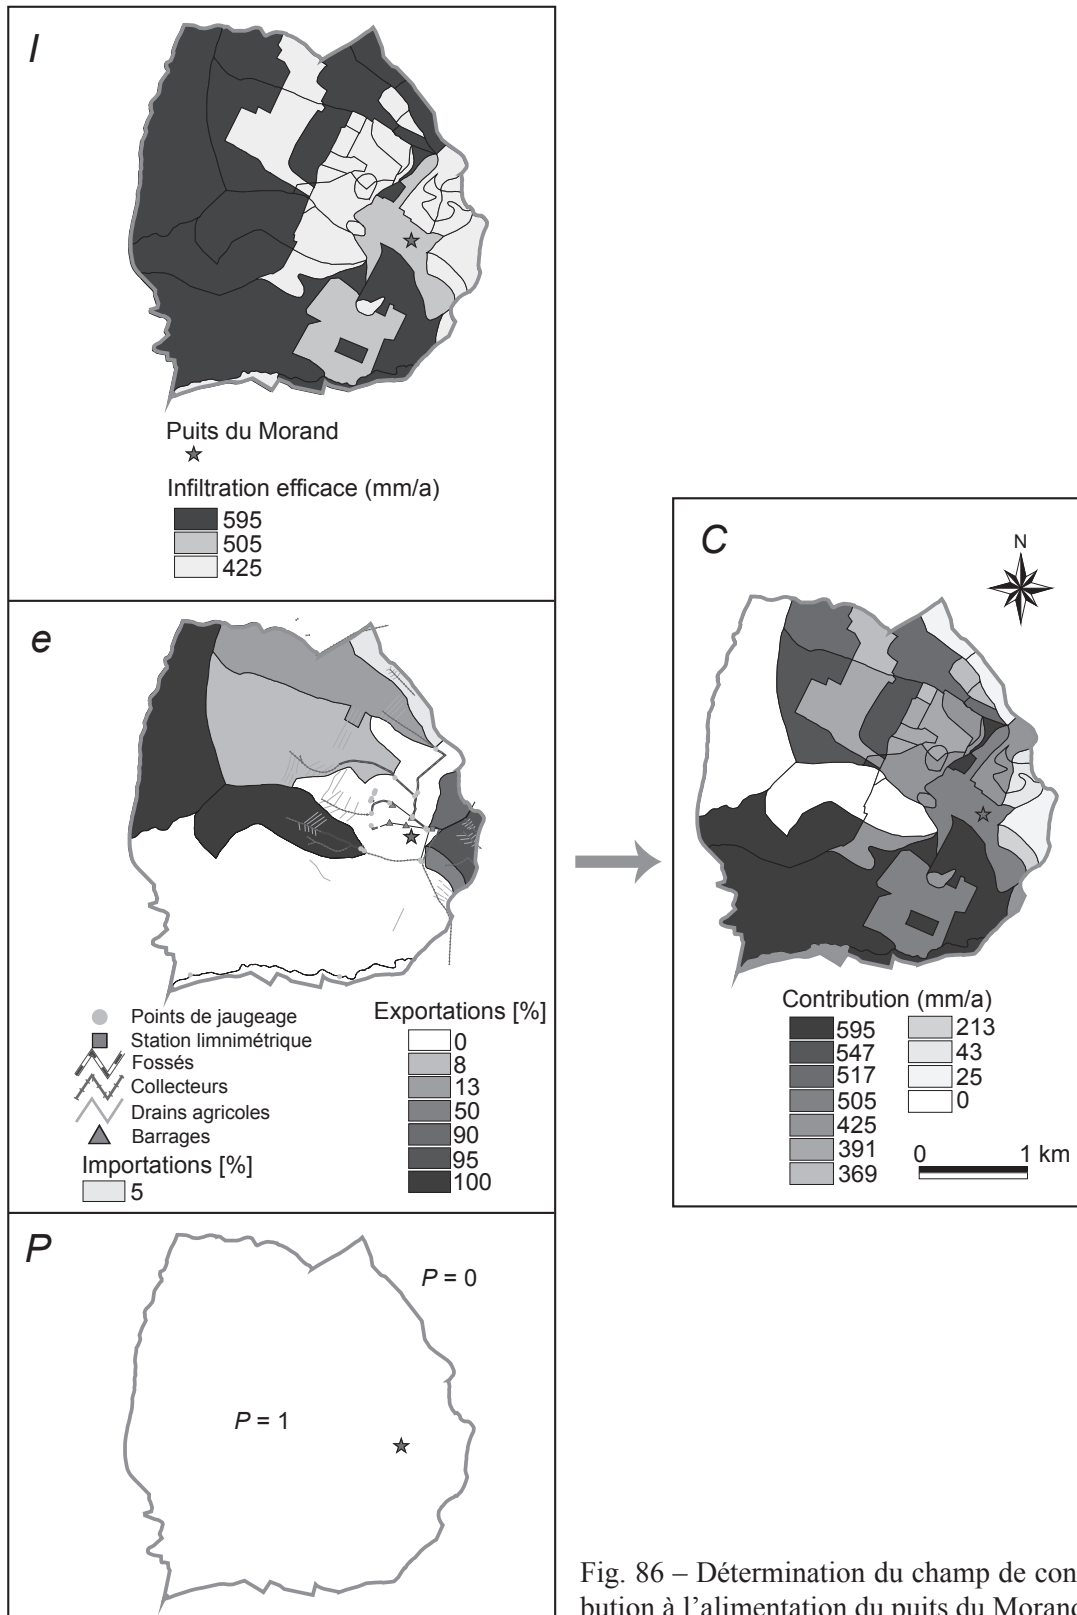 I
Puits du Morand
Infiltration efficace (mm/a)
595
505
425
e
Points de jaugeage
Station limnimétrique
Fossés
Collecteurs
Drains agricoles
Barrages
Importations [%]
5
Exportations [%]
0
8
13
50
90
95
100
P
P = 0
P = 1
C
N
Contribution (mm/a)
595
547
517
505
425
391
369
213
43
25
0
0 1 km
Fig. 86 – Détermination du champ de con
bution à l’alimentation du puits du Morand